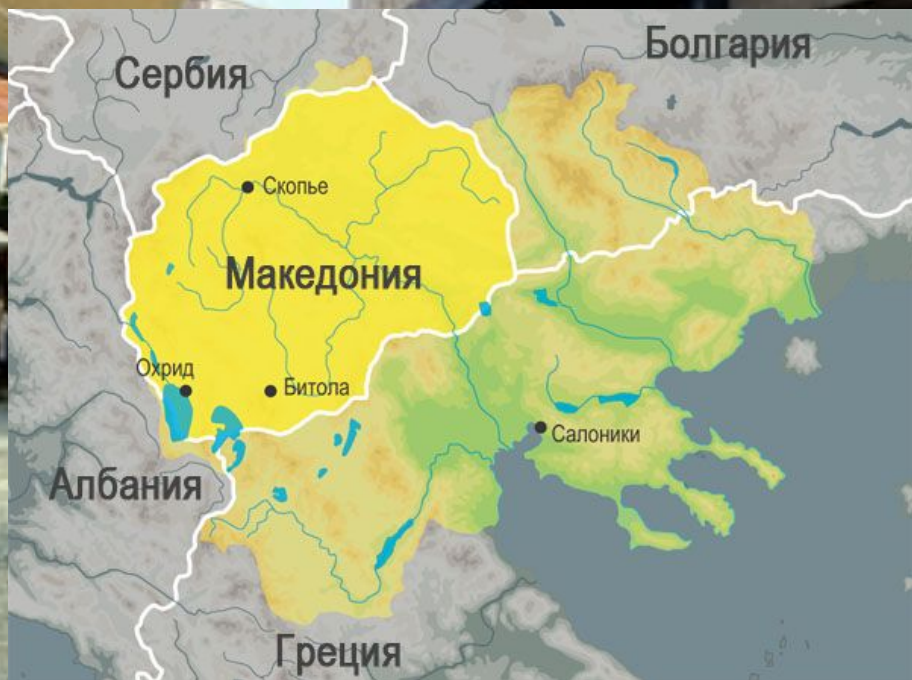 Болгария
Сербия
Скопье
Македония
Охрид
Битола
Салоники
Албания
Греция